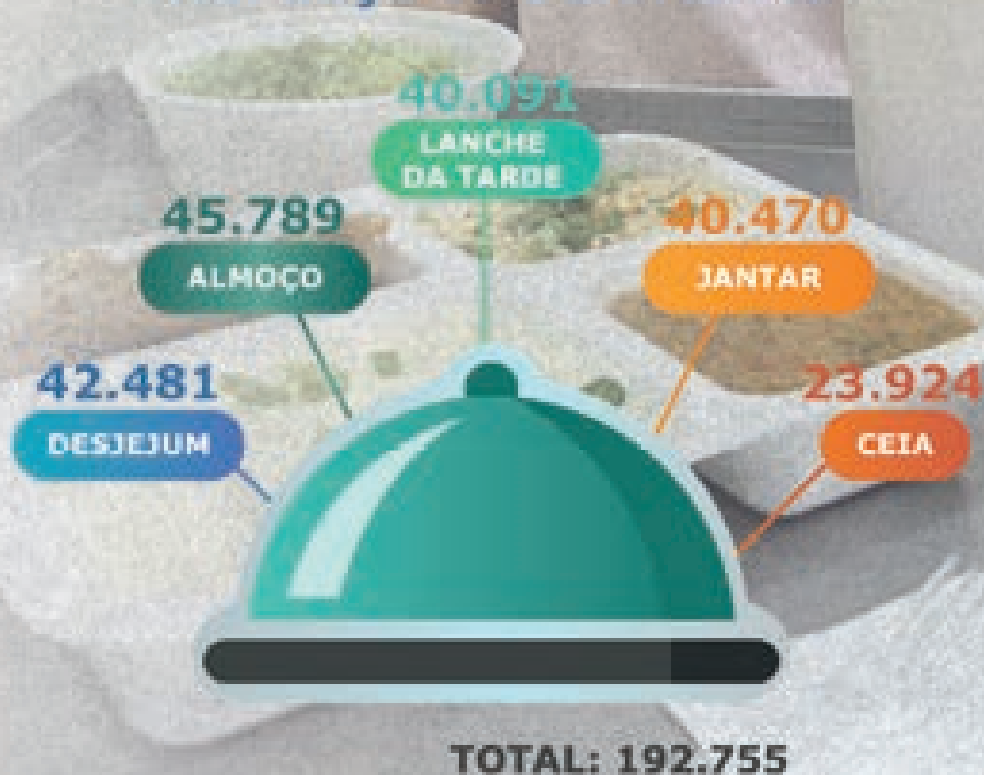 40.091
LANCHE
DA TARDE
45.789
ALMOÇO
40.470
JANTAR
42.481
DESJEJUM
23.924
CEIA
TOTAL: 192.755